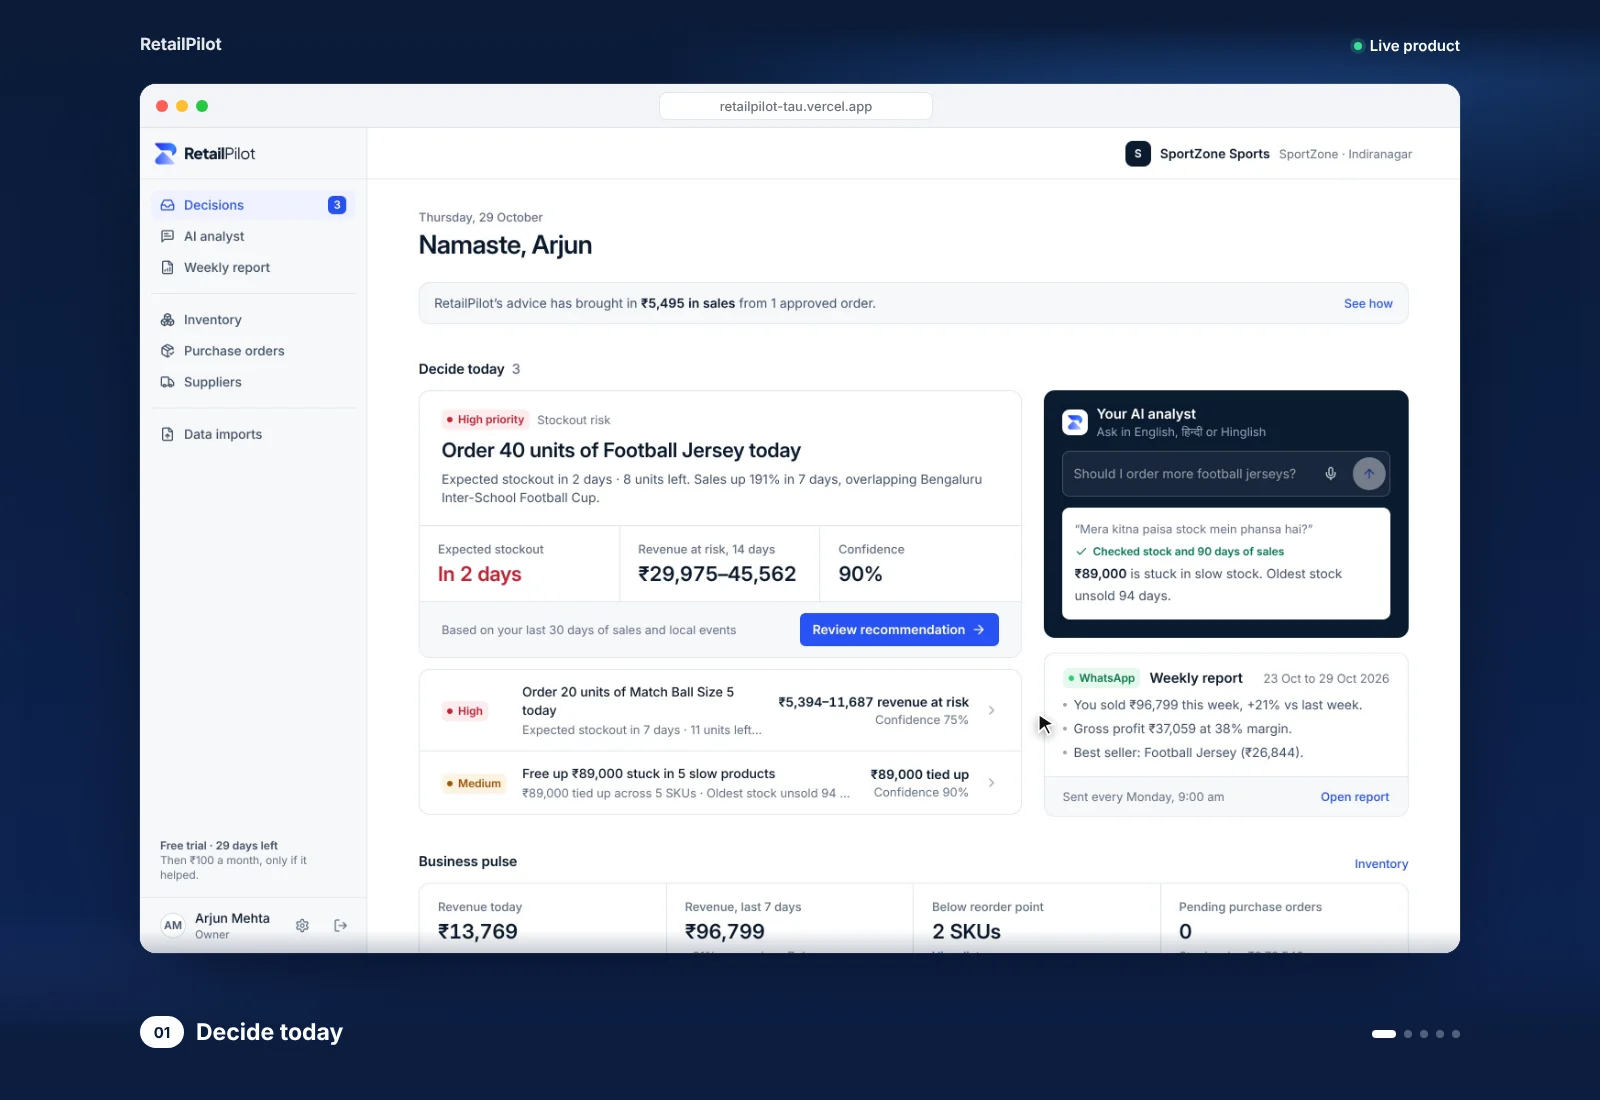 RetailPilot
Live product
retailpilot-tau.vercel.app
RetailPilot
S SportZone Sports SportZone · Indiranagar
Decisions 3
AI analyst
Weekly report
Inventory
Purchase orders
Suppliers
Data imports
Free trial · 29 days left
Then ₹100 a month, only if it
helped.
AM Arjun Mehta
Owner
Thursday, 29 October
Namaste, Arjun
RetailPilot's advice has brought in ₹5,495 in sales from 1 approved order.
See how
Decide today 3
High priority Stockout risk
Order 40 units of Football Jersey today
Expected stockout in 2 days · 8 units left. Sales up 191% in 7 days, overlapping Bengaluru
Inter-School Football Cup.
Expected stockout
In 2 days
Revenue at risk, 14 days
₹29,975–45,562
Confidence
90%
Based on your last 30 days of sales and local events
Review recommendation →
High
Order 20 units of Match Ball Size 5
today
Expected stockout in 7 days · 11 units left...
₹5,394–11,687 revenue at risk
Confidence 75%
Medium
Free up ₹89,000 stuck in 5 slow products
₹89,000 tied up across 5 SKUs · Oldest stock unsold 94 ...
₹89,000 tied up
Confidence 90%
Your AI analyst
Ask in English, हिन्दी or Hinglish
Should I order more football jerseys?
“Mera kitna paisa stock mein phansa hai?”
Checked stock and 90 days of sales
₹89,000 is stuck in slow stock. Oldest stock
unsold 94 days.
WhatsApp Weekly report 23 Oct to 29 Oct 2026
• You sold ₹96,799 this week, +21% vs last week.
• Gross profit ₹37,059 at 38% margin.
• Best seller: Football Jersey (₹26,844).
Sent every Monday, 9:00 am
Open report
Business pulse
Inventory
Revenue today
₹13,769
Revenue, last 7 days
₹96,799
Below reorder point
2 SKUs
Pending purchase orders
0
01 Decide today